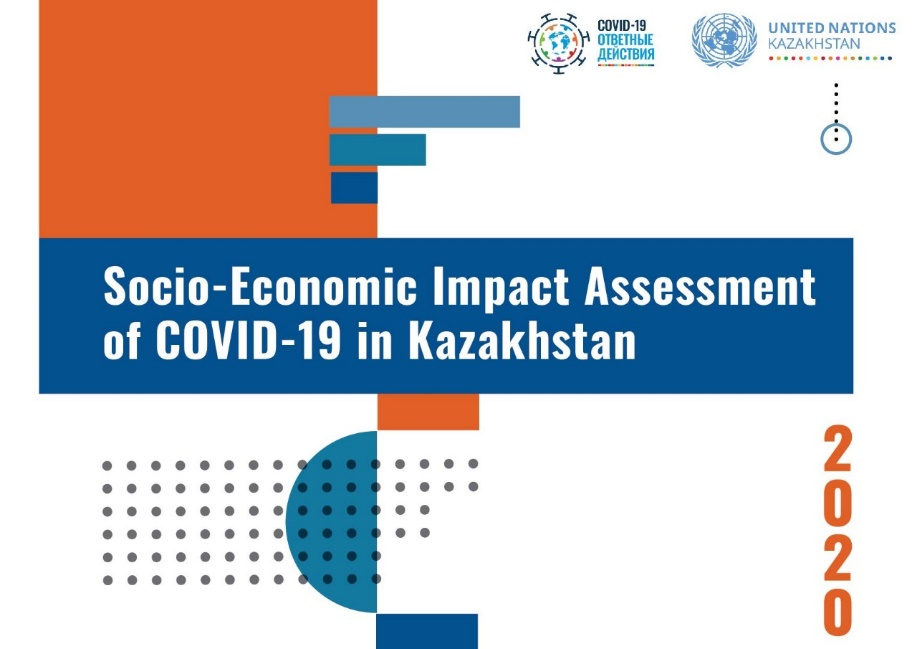 COVID-19
ОТВЕТНЫЕ
ДЕЙСТВИЯ
UNITED NATIONS
KAZAKHSTAN
Socio-Economic Impact Assessment
of COVID-19 in Kazakhstan
2
0
2
0